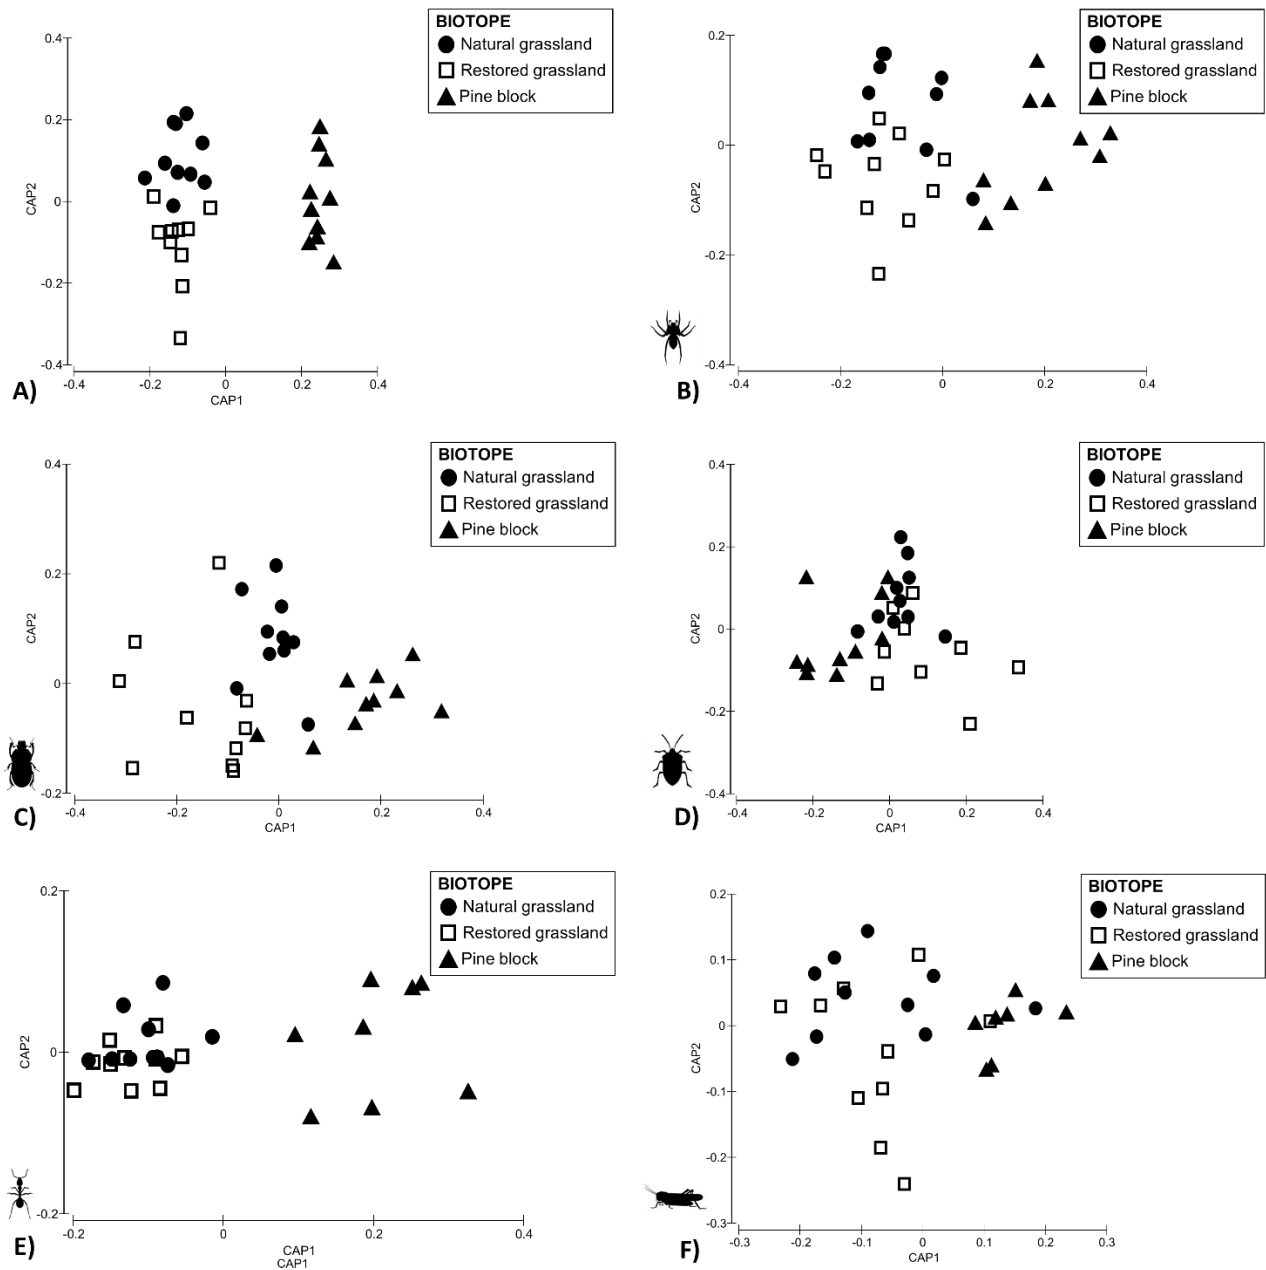 BIOTOPE
Natural grassland
Restored grassland
Pine block
0.4
0.2
0
-0.2
-0.4
CAP2
-0.4 -0.2 0 0.2 0.4
CAP1
A)
BIOTOPE
Natural grassland
Restored grassland
Pine block
0.2
0
-0.2
-0.4
CAP2
-0.4 -0.2 0 0.2 0.4
B)
BIOTOPE
Natural grassland
Restored grassland
Pine block
0.4
0.2
0
-0.2
CAP2
-0.4 -0.2 0 0.2 0.4
CAP1
C)
BIOTOPE
Natural grassland
Restored grassland
Pine block
0.4
0.2
0
-0.2
-0.4
CAP2
-0.4 -0.2 0 0.2 0.4
CAP1
D)
BIOTOPE
Natural grassland
Restored grassland
Pine block
0.2
0
-0.2
CAP2
-0.2 0 0.2 0.4
CAP1
CAP1
E)
BIOTOPE
Natural grassland
Restored grassland
Pine block
0.2
0.1
0
-0.1
-0.2
-0.3
CAP2
-0.3 -0.2 -0.1 0 0.1 0.2 0.3
CAP1
F)